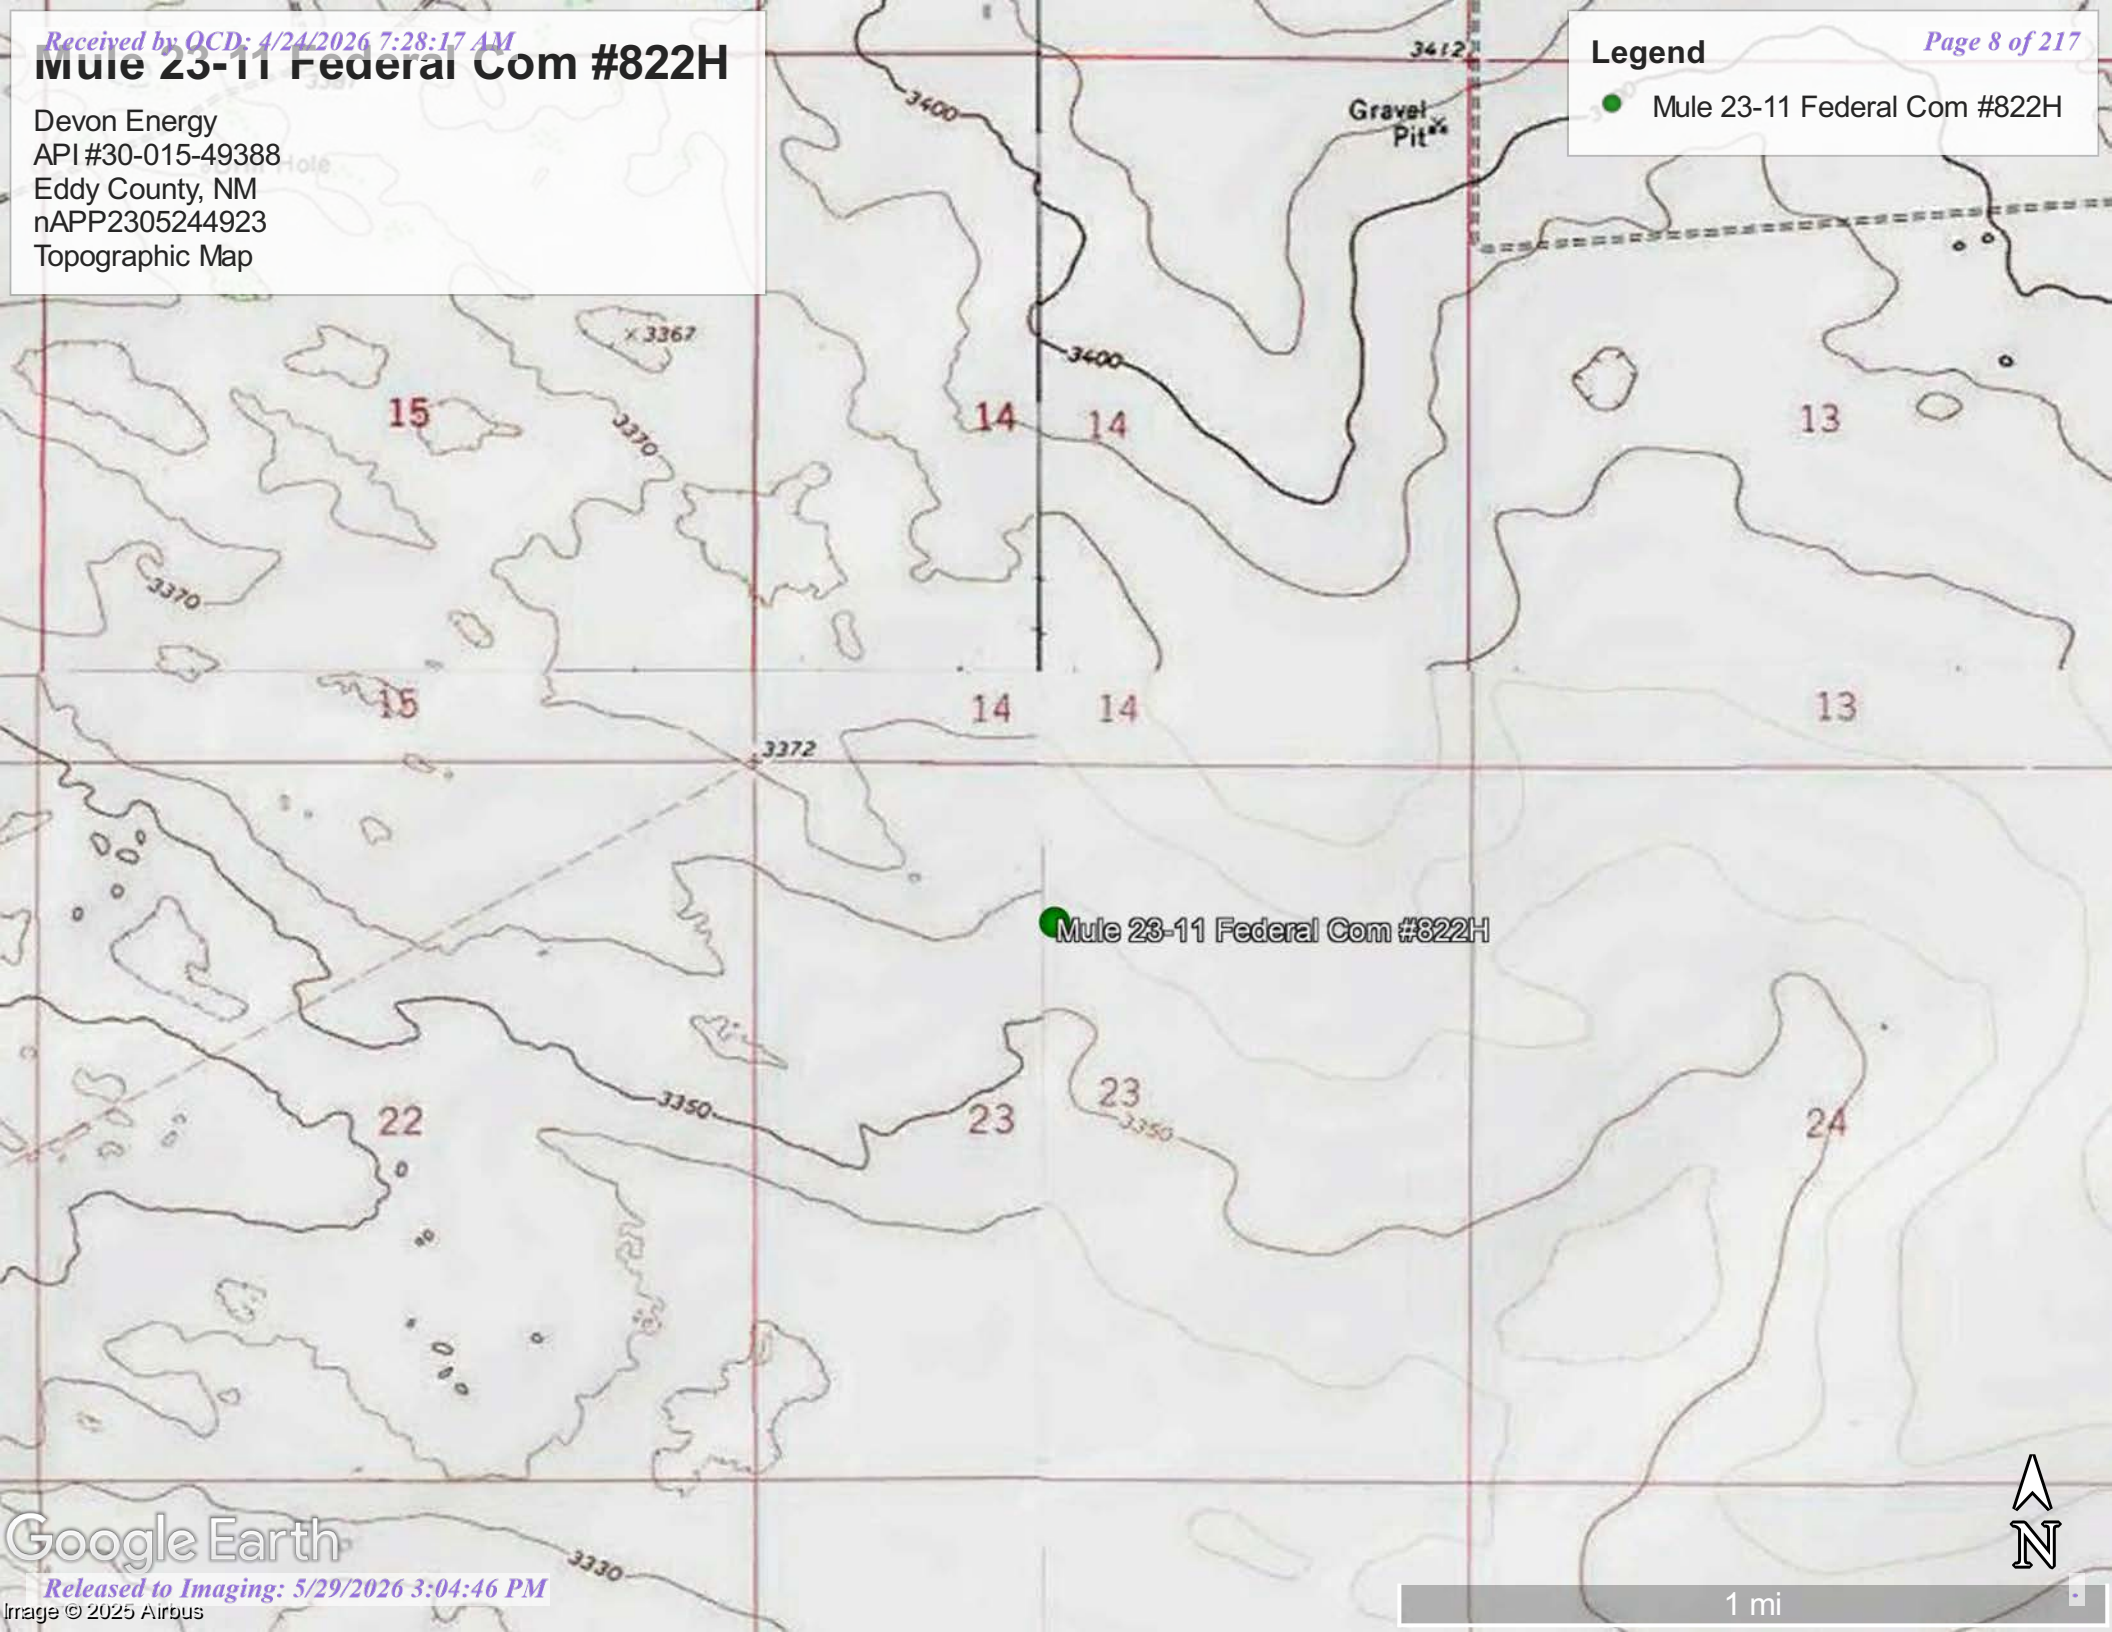 Received by OCD: 4/24/2026 7:28:17 AM
Page 8 of 217
Mule 23-11 Federal Com #822H
Devon Energy
API #30-015-49388
Eddy County, NM
nAPP2305244923
Topographic Map
Legend
Mule 23-11 Federal Com #822H
3412
3400
Gravel
Pit
3367
3400
15
14
14
13
3370
3370
15
14
14
13
3372
Mule 23-11 Federal Com #822H
3350
23
23
3350
22
24
Google Earth
3330
N
Released to Imaging: 5/29/2026 3:04:46 PM
Image © 2025 Airbus
1 mi